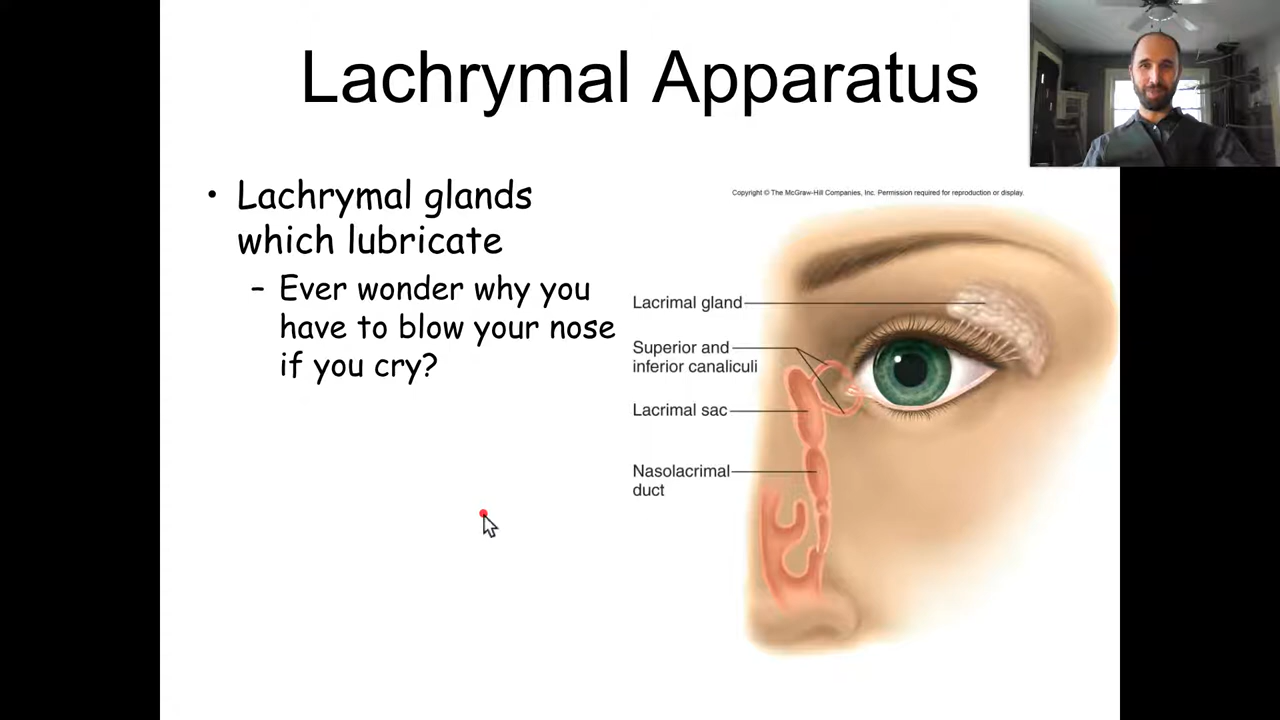 Lachrymal Apparatus
• Lachrymal glands
which lubricate
– Ever wonder why you
have to blow your nose
if you cry?
Copyright © The McGraw-Hill Companies, Inc. Permission required for reproduction or display.
Lacrimal gland
Superior and
inferior canaliculi
Lacrimal sac
Nasolacrimal
duct